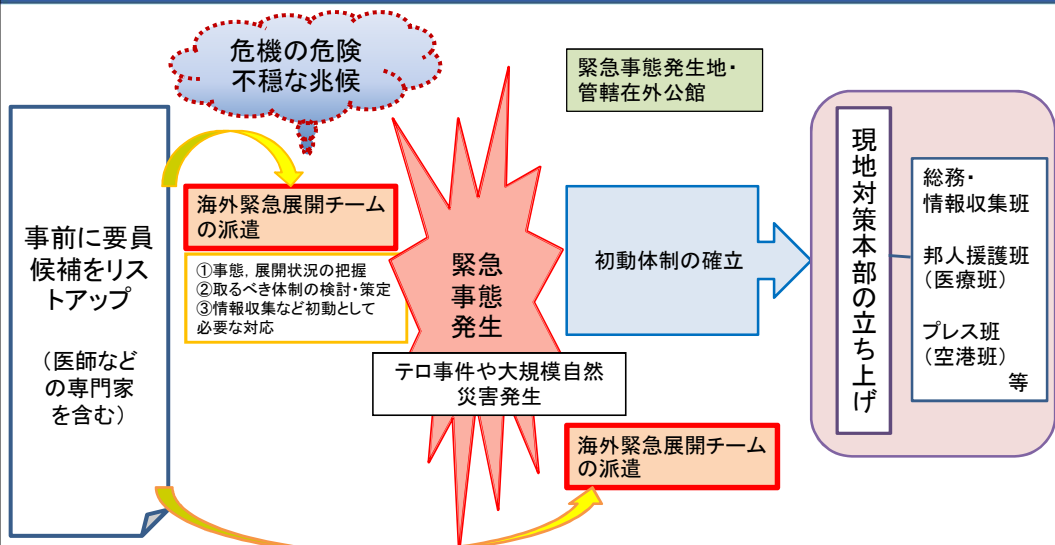 危機の危険
不穏な兆候
緊急事態発生地・
管轄在外公館
事前に要員
候補をリス
トアップ
（医師など
の専門家
を含む）
海外緊急展開チーム
の派遣
①事態，展開状況の把握
②取るべき体制の検討・策定
③情報収集など初動として
必要な対応
緊急
事態
発生
テロ事件や大規模自然
災害発生
初動体制の確立
海外緊急展開チーム
の派遣
現地対策本部の立ち上げ
総務・
情報収集班
邦人援護班
（医療班）
プレス班
（空港班）
等